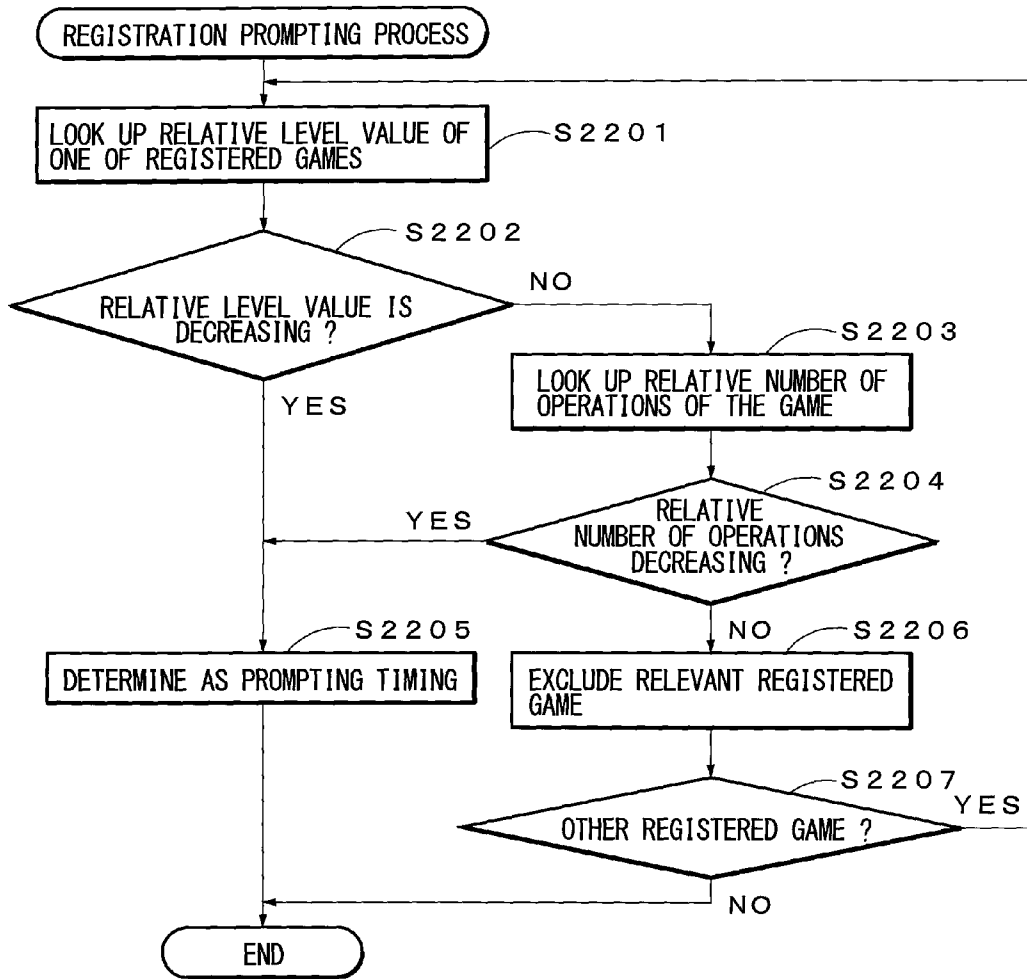 REGISTRATION PROMPTING PROCESS
LOOK UP RELATIVE LEVEL VALUE OF
ONE OF REGISTERED GAMES
S2201
S2202
RELATIVE LEVEL VALUE IS
DECREASING ?
NO
YES
S2203
LOOK UP RELATIVE NUMBER OF
OPERATIONS OF THE GAME
S2204
RELATIVE
NUMBER OF OPERATIONS
DECREASING ?
YES
NO
S2205
DETERMINE AS PROMPTING TIMING
S2206
EXCLUDE RELEVANT REGISTERED
GAME
S2207
OTHER REGISTERED GAME ?
YES
NO
END